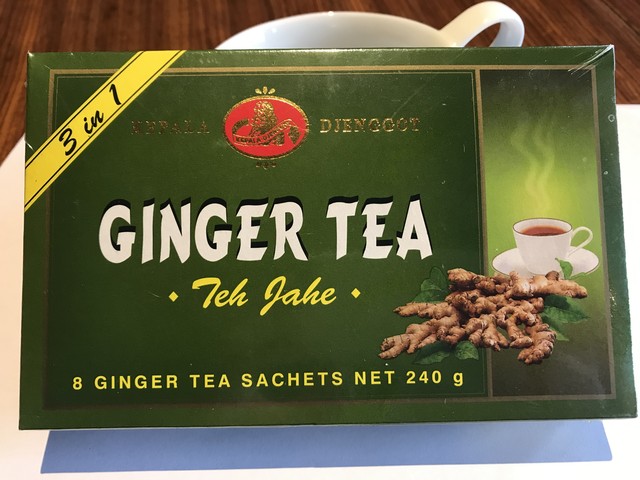 3 in 1
KEPALA DJENGGOT
GINGER TEA
Teh Jahe
8 GINGER TEA SACHETS NET 240 g